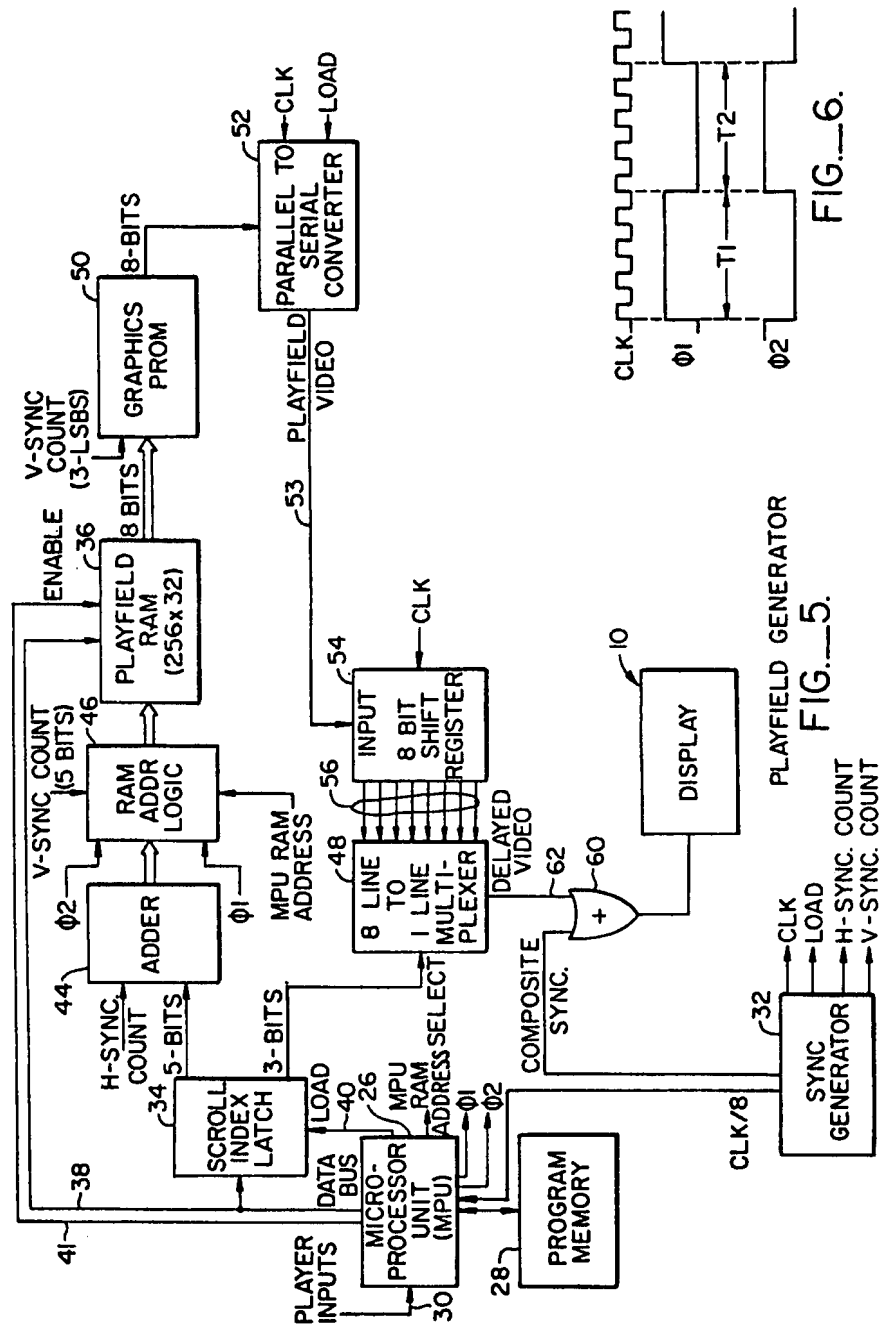 41
38
ENABLE
V-SYNC COUNT
(5 BITS)
46
36
Φ2
H-SYNC.
COUNT
44
ADDER
Φ1
RAM
ADDR
LOGIC
MPU RAM
ADDRESS
PLAYFIELD
RAM
(256x32)
8 BITS
V-SYNC
COUNT
(3-LSBS)
50
GRAPHICS
PROM
8-BITS
34
5-BITS
SCROLL
INDEX
LATCH
3-BITS
LOAD
40
DATA
BUS
PLAYER
INPUTS
30
26
MICRO-
PROCESSOR
UNIT
(MPU)
MPU
RAM
ADDRESS
Φ1
Φ2
28
PROGRAM
MEMORY
SELECT
48
8 LINE
TO
1 LINE
MULTI-
PLEXER
56
54
INPUT
8 BIT
SHIFT
REGISTER
CLK
53
PLAYFIELD
VIDEO
52
PARALLEL TO
SERIAL
CONVERTER
CLK
LOAD
DELAYED
VIDEO
62
60
+
COMPOSITE
SYNC.
10
DISPLAY
CLK/8
32
SYNC
GENERATOR
CLK
LOAD
H-SYNC. COUNT
V-SYNC. COUNT
PLAYFIELD GENERATOR
FIG._5.
CLK
Φ1
T1
T2
Φ2
FIG._6.